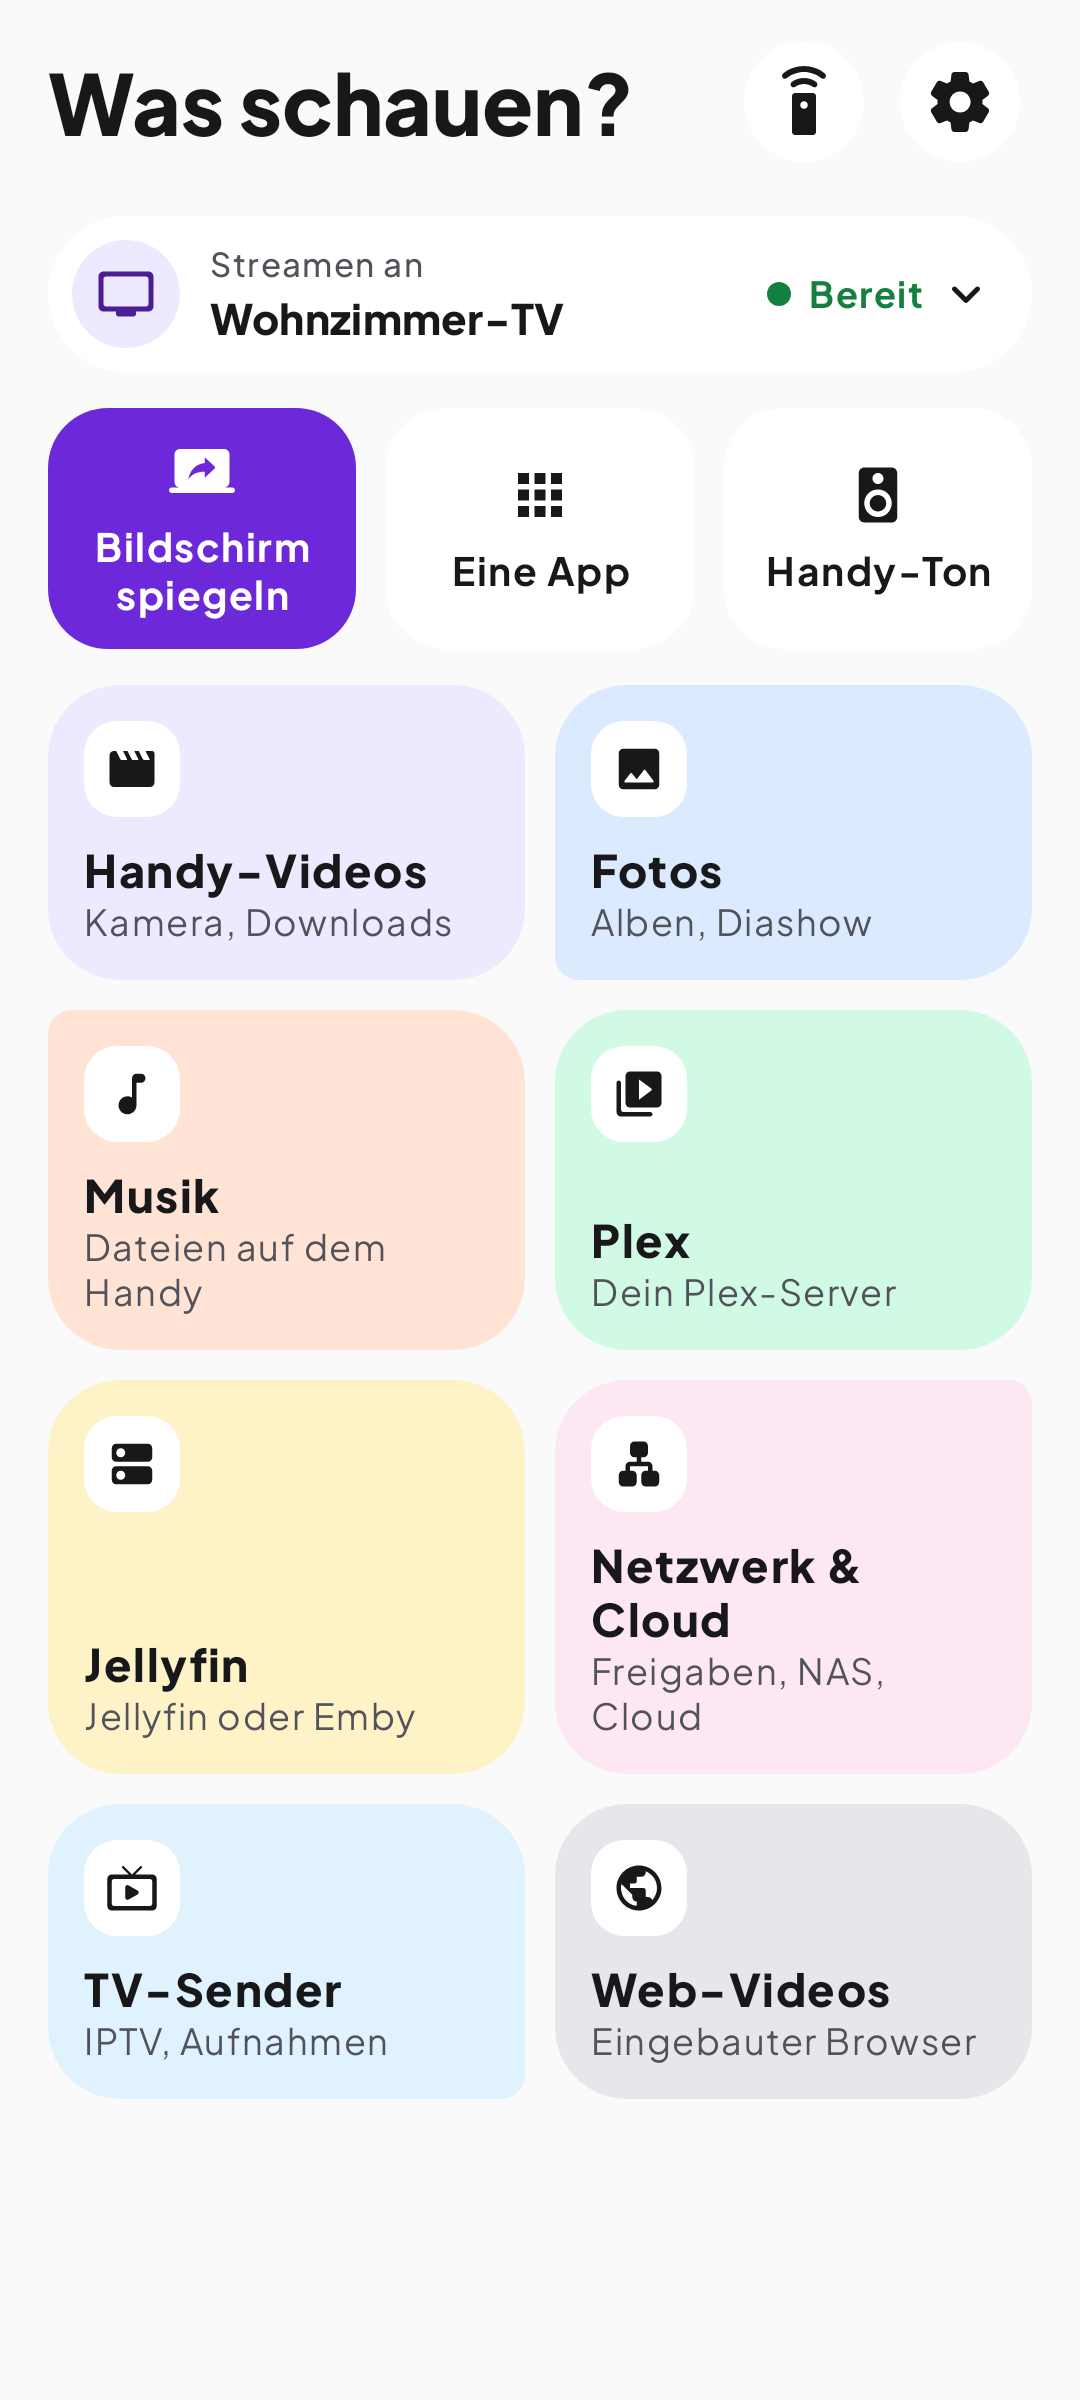 Was schauen?
Streamen an
Wohnzimmer-TV
Bereit
Bildschirm
spiegeln
Eine App
Handy-Ton
Handy-Videos
Kamera, Downloads
Fotos
Alben, Diashow
Musik
Dateien auf dem
Handy
Plex
Dein Plex-Server
Jellyfin
Jellyfin oder Emby
Netzwerk &
Cloud
Freigaben, NAS,
Cloud
TV-Sender
IPTV, Aufnahmen
Web-Videos
Eingebauter Browser